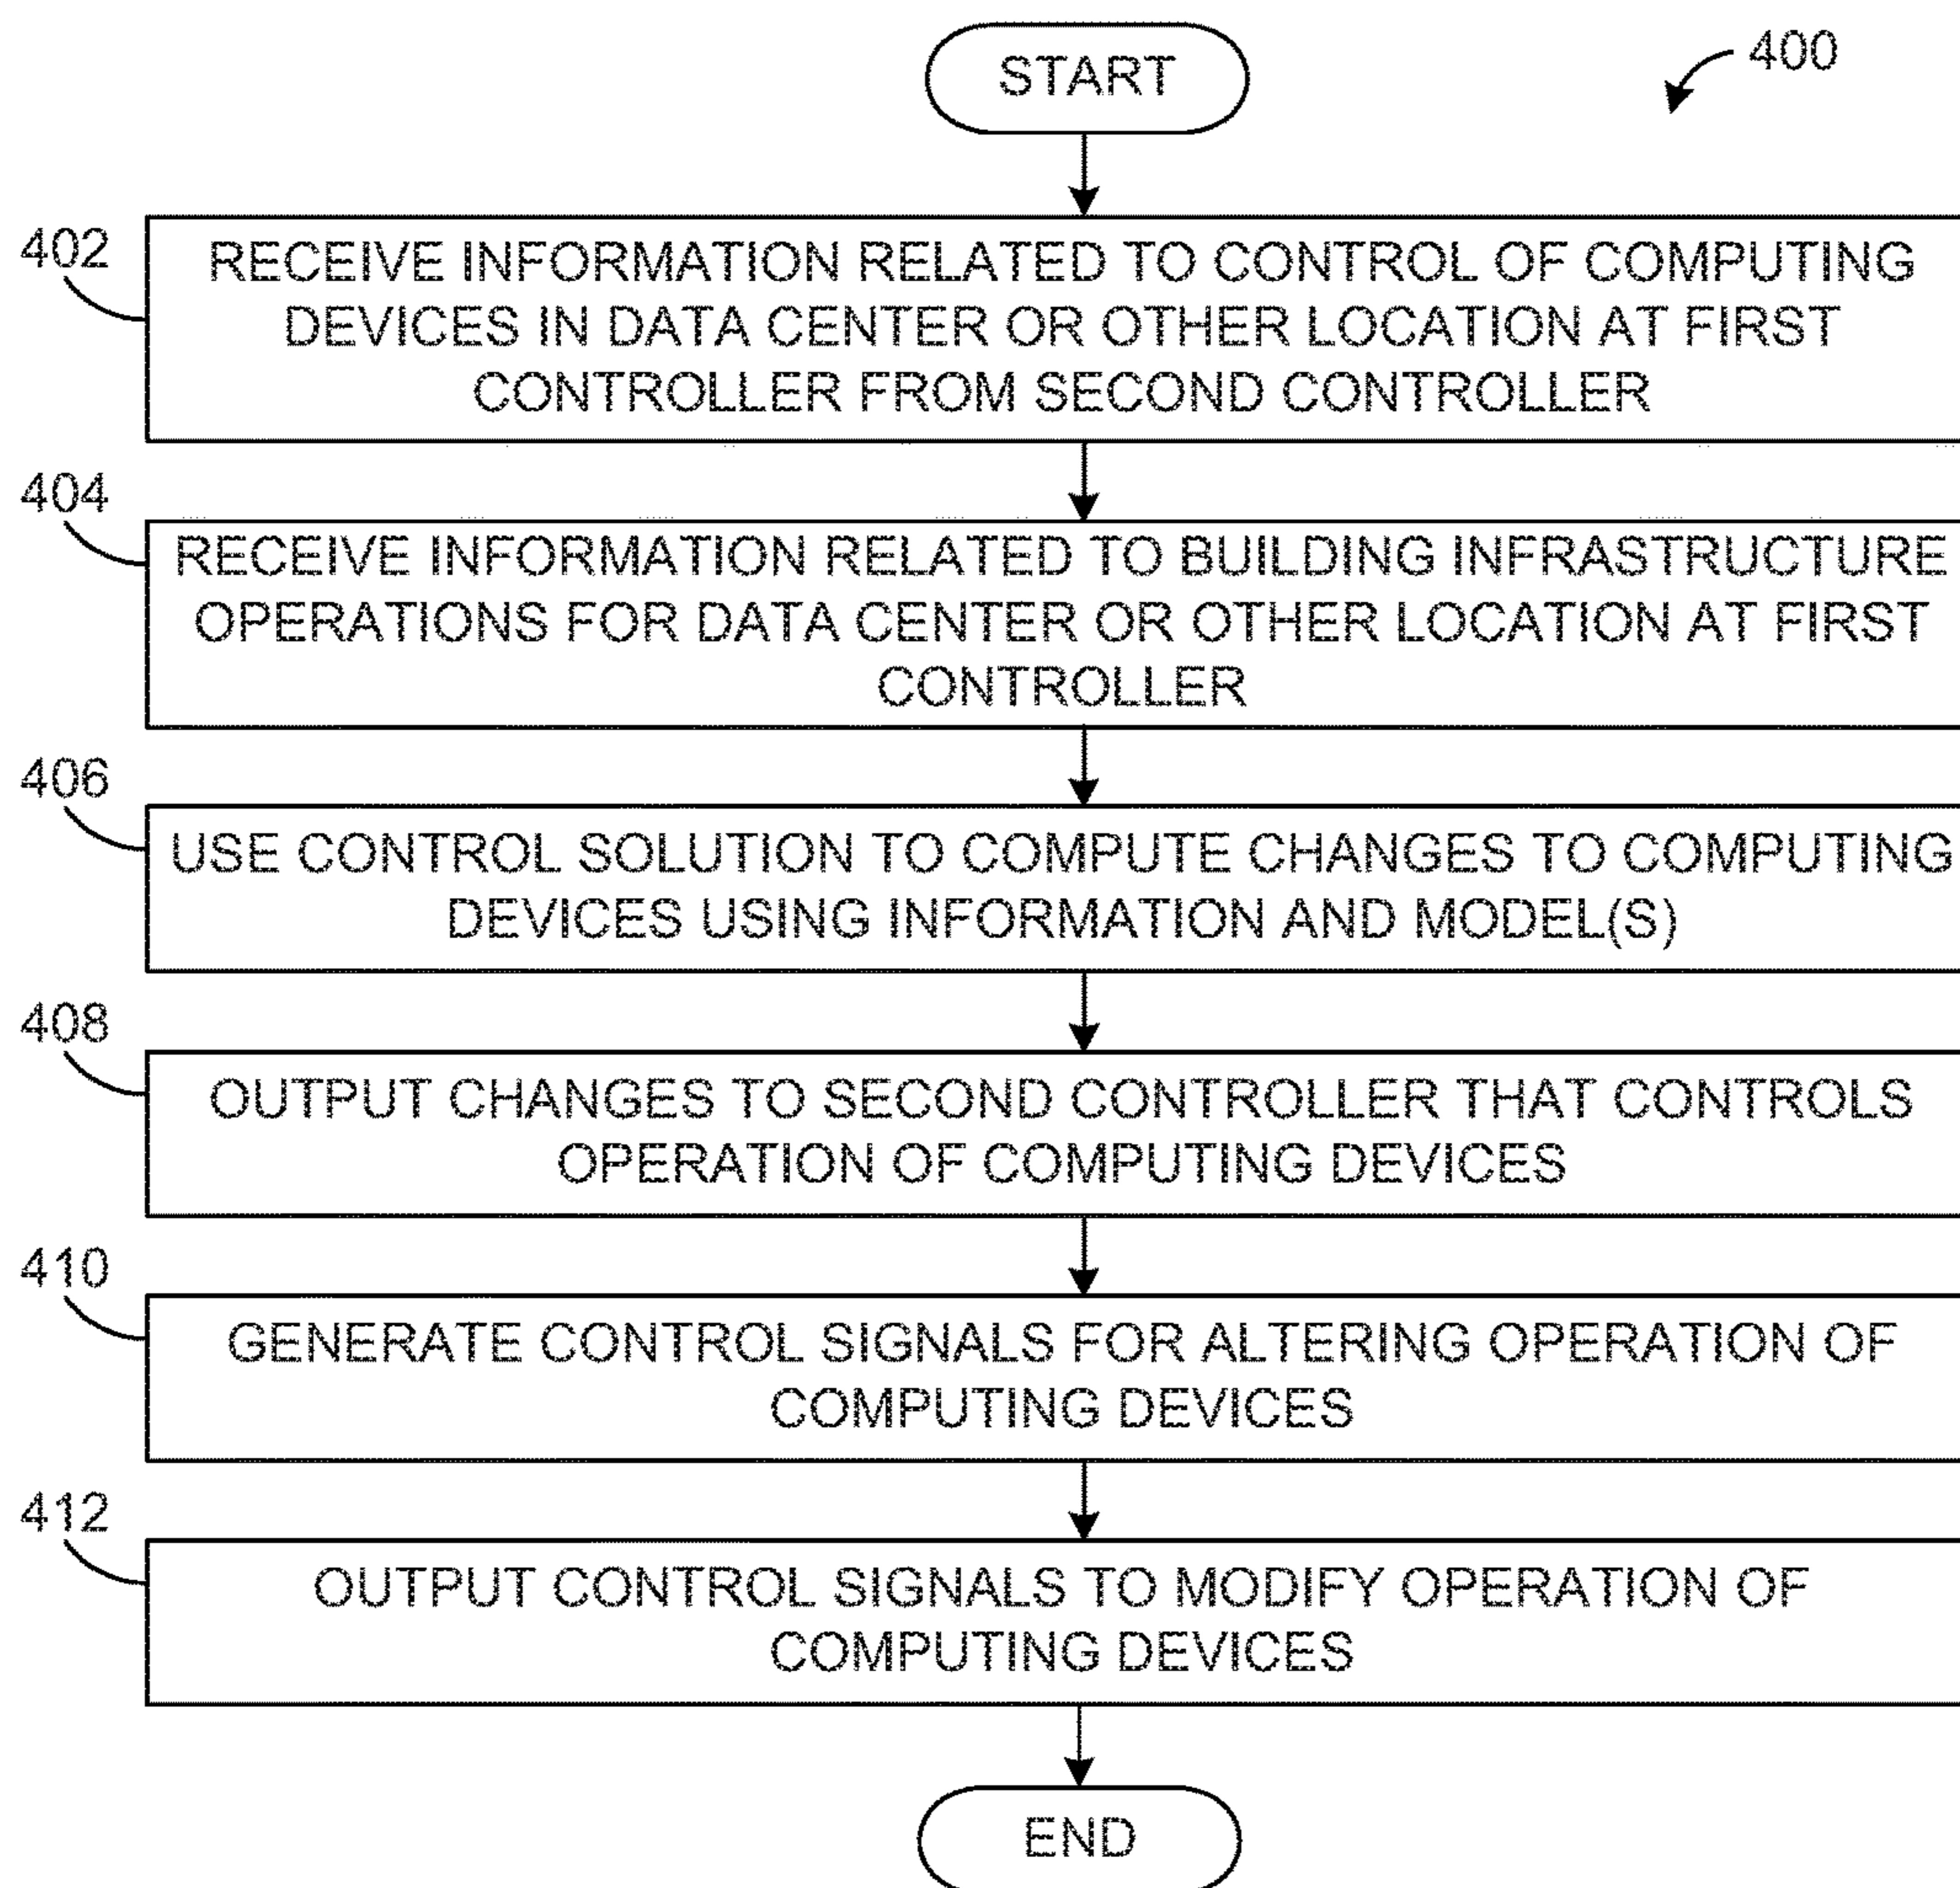 START
400
402
RECEIVE INFORMATION RELATED TO CONTROL OF COMPUTING
DEVICES IN DATA CENTER OR OTHER LOCATION AT FIRST
CONTROLLER FROM SECOND CONTROLLER
404
RECEIVE INFORMATION RELATED TO BUILDING INFRASTRUCTURE
OPERATIONS FOR DATA CENTER OR OTHER LOCATION AT FIRST
CONTROLLER
406
USE CONTROL SOLUTION TO COMPUTE CHANGES TO COMPUTING
DEVICES USING INFORMATION AND MODEL(S)
408
OUTPUT CHANGES TO SECOND CONTROLLER THAT CONTROLS
OPERATION OF COMPUTING DEVICES
410
GENERATE CONTROL SIGNALS FOR ALTERING OPERATION OF
COMPUTING DEVICES
412
OUTPUT CONTROL SIGNALS TO MODIFY OPERATION OF
COMPUTING DEVICES
END